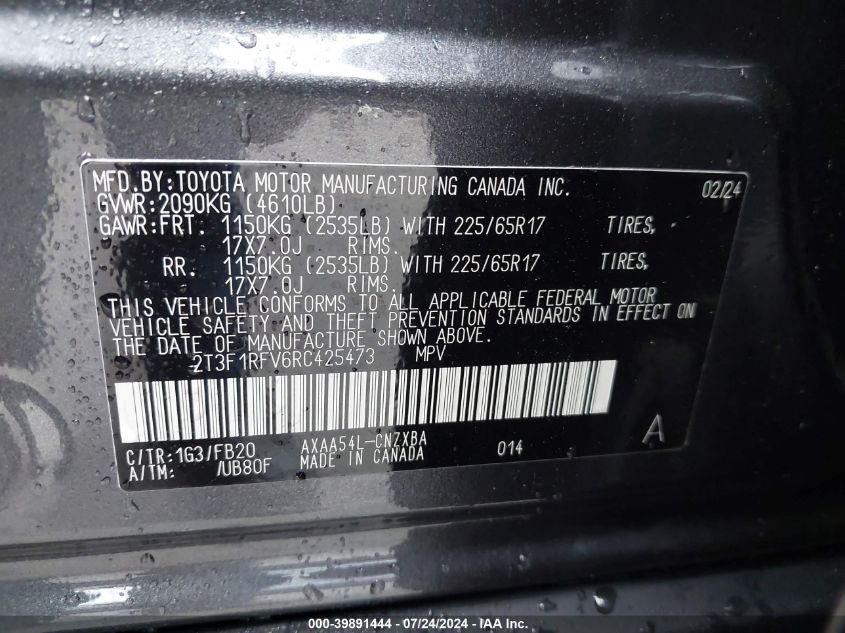 MFD.BY:TOYOTA MOTOR MANUFACTURING CANADA INC. 02/24
GVWR:2090KG (4610LB)
GAWR:FRT. 1150KG (2535LB) WITH 225/65R17 TIRES,
17X7.0J RIMS.
RR. 1150KG (2535LB) WITH 225/65R17 TIRES,
17X7.0J RIMS.
THIS VEHICLE CONFORMS TO ALL APPLICABLE FEDERAL MOTOR
VEHICLE SAFETY AND THEFT PREVENTION STANDARDS IN EFFECT ON
THE DATE OF MANUFACTURE SHOWN ABOVE.
2T3F1RFV6RC425473 MPV
C/TR:1G3/FB20 AXAA54L-CNZXBA 014 A
A/TM: /UB80F MADE IN CANADA
000-39891444 - 07/24/2024 - IAAI Inc.